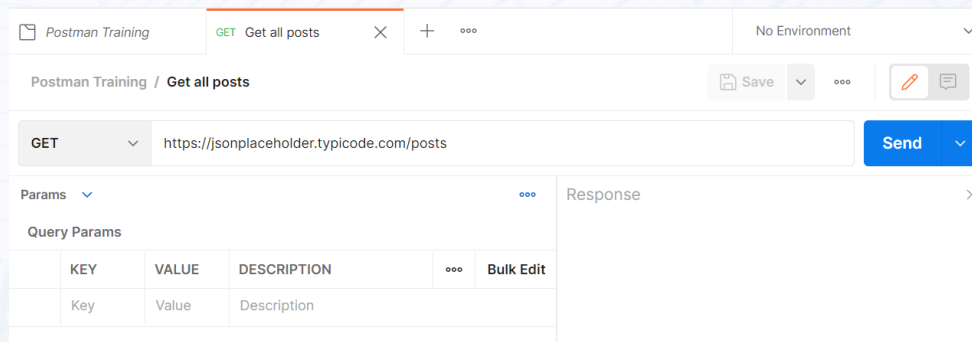 Postman Training GET Get all posts No Environment
Postman Training / Get all posts Save
GET https://jsonplaceholder.typicode.com/posts Send
Params Response
Query Params
KEY VALUE DESCRIPTION Bulk Edit
Key Value Description